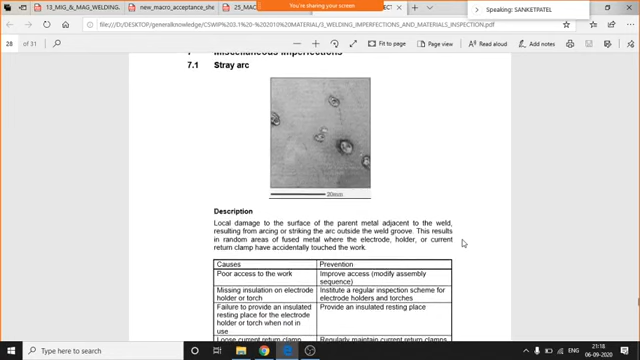 You're sharing your screen
Speaking: SANKETPATEL
13_MIG_& MAG_WELDING.
new_macro_acceptance_she
25_MAC
file:///D:/DESKTOP/generalknowledge/CSWIP%203.1%20-%202010%20MATERIAL/3_WELDING_IMPERFECTIONS_AND_MATERIALS_INSPECTION.pdf
28 of 31
Fit to page
Page view
Read aloud
Add notes
Miscellaneous Imperfections
7.1 Stray arc
20mm
Description
Local damage to the surface of the parent metal adjacent to the weld,
resulting from arcing or striking the arc outside the weld groove. This results
in random areas of fused metal where the electrode, holder, or current
return clamp have accidentally touched the work.
Causes Prevention
Poor access to the work Improve access (modify assembly
sequence)
Missing insulation on electrode Institute a regular inspection scheme for
holder or torch electrode holders and torches
Failure to provide an insulated Provide an insulated resting place
resting place for the electrode
holder or torch when not in
use
Loose current return clamp Regularly maintain current return clamps
Type here to search
ENG
21:18
06-09-2020